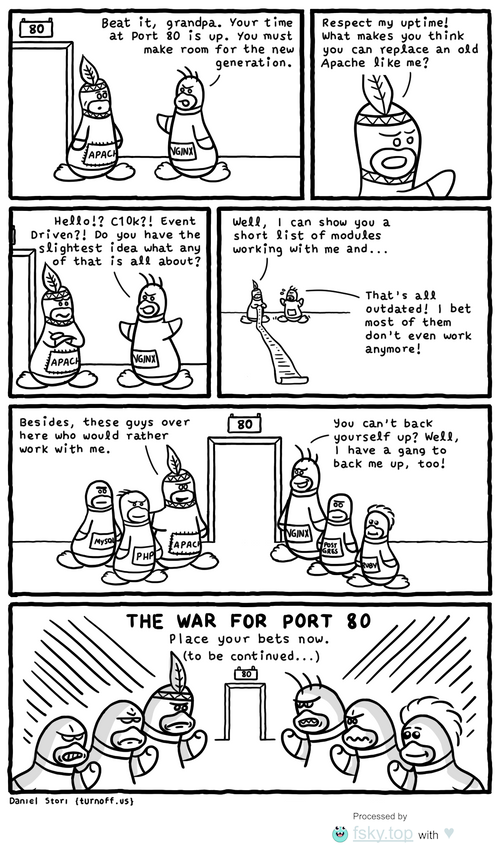 80
Beat it, grandpa. Your time
at Port 80 is up. You must
make room for the new
generation.
APACH
NGINX
Respect my uptime!
What makes you think
you can replace an old
Apache like me?
Hello!? C10k?! Event
Driven?! Do you have the
slightest idea what any
of that is all about?
APACH
NGINX
Well, I can show you a
short list of modules
working with me and...
That's all
outdated! I bet
most of them
don't even work
anymore!
Besides, these guys over
here who would rather
work with me.
80
You can't back
yourself up? Well,
I have a gang to
back me up, too!
MYSQL
PHP
APACH
NGINX
POST
GRES
RUBY
THE WAR FOR PORT 80
Place your bets now.
(to be continued...)
80
Daniel Stori {turnoff.us}
Processed by
fsky.top with ♥